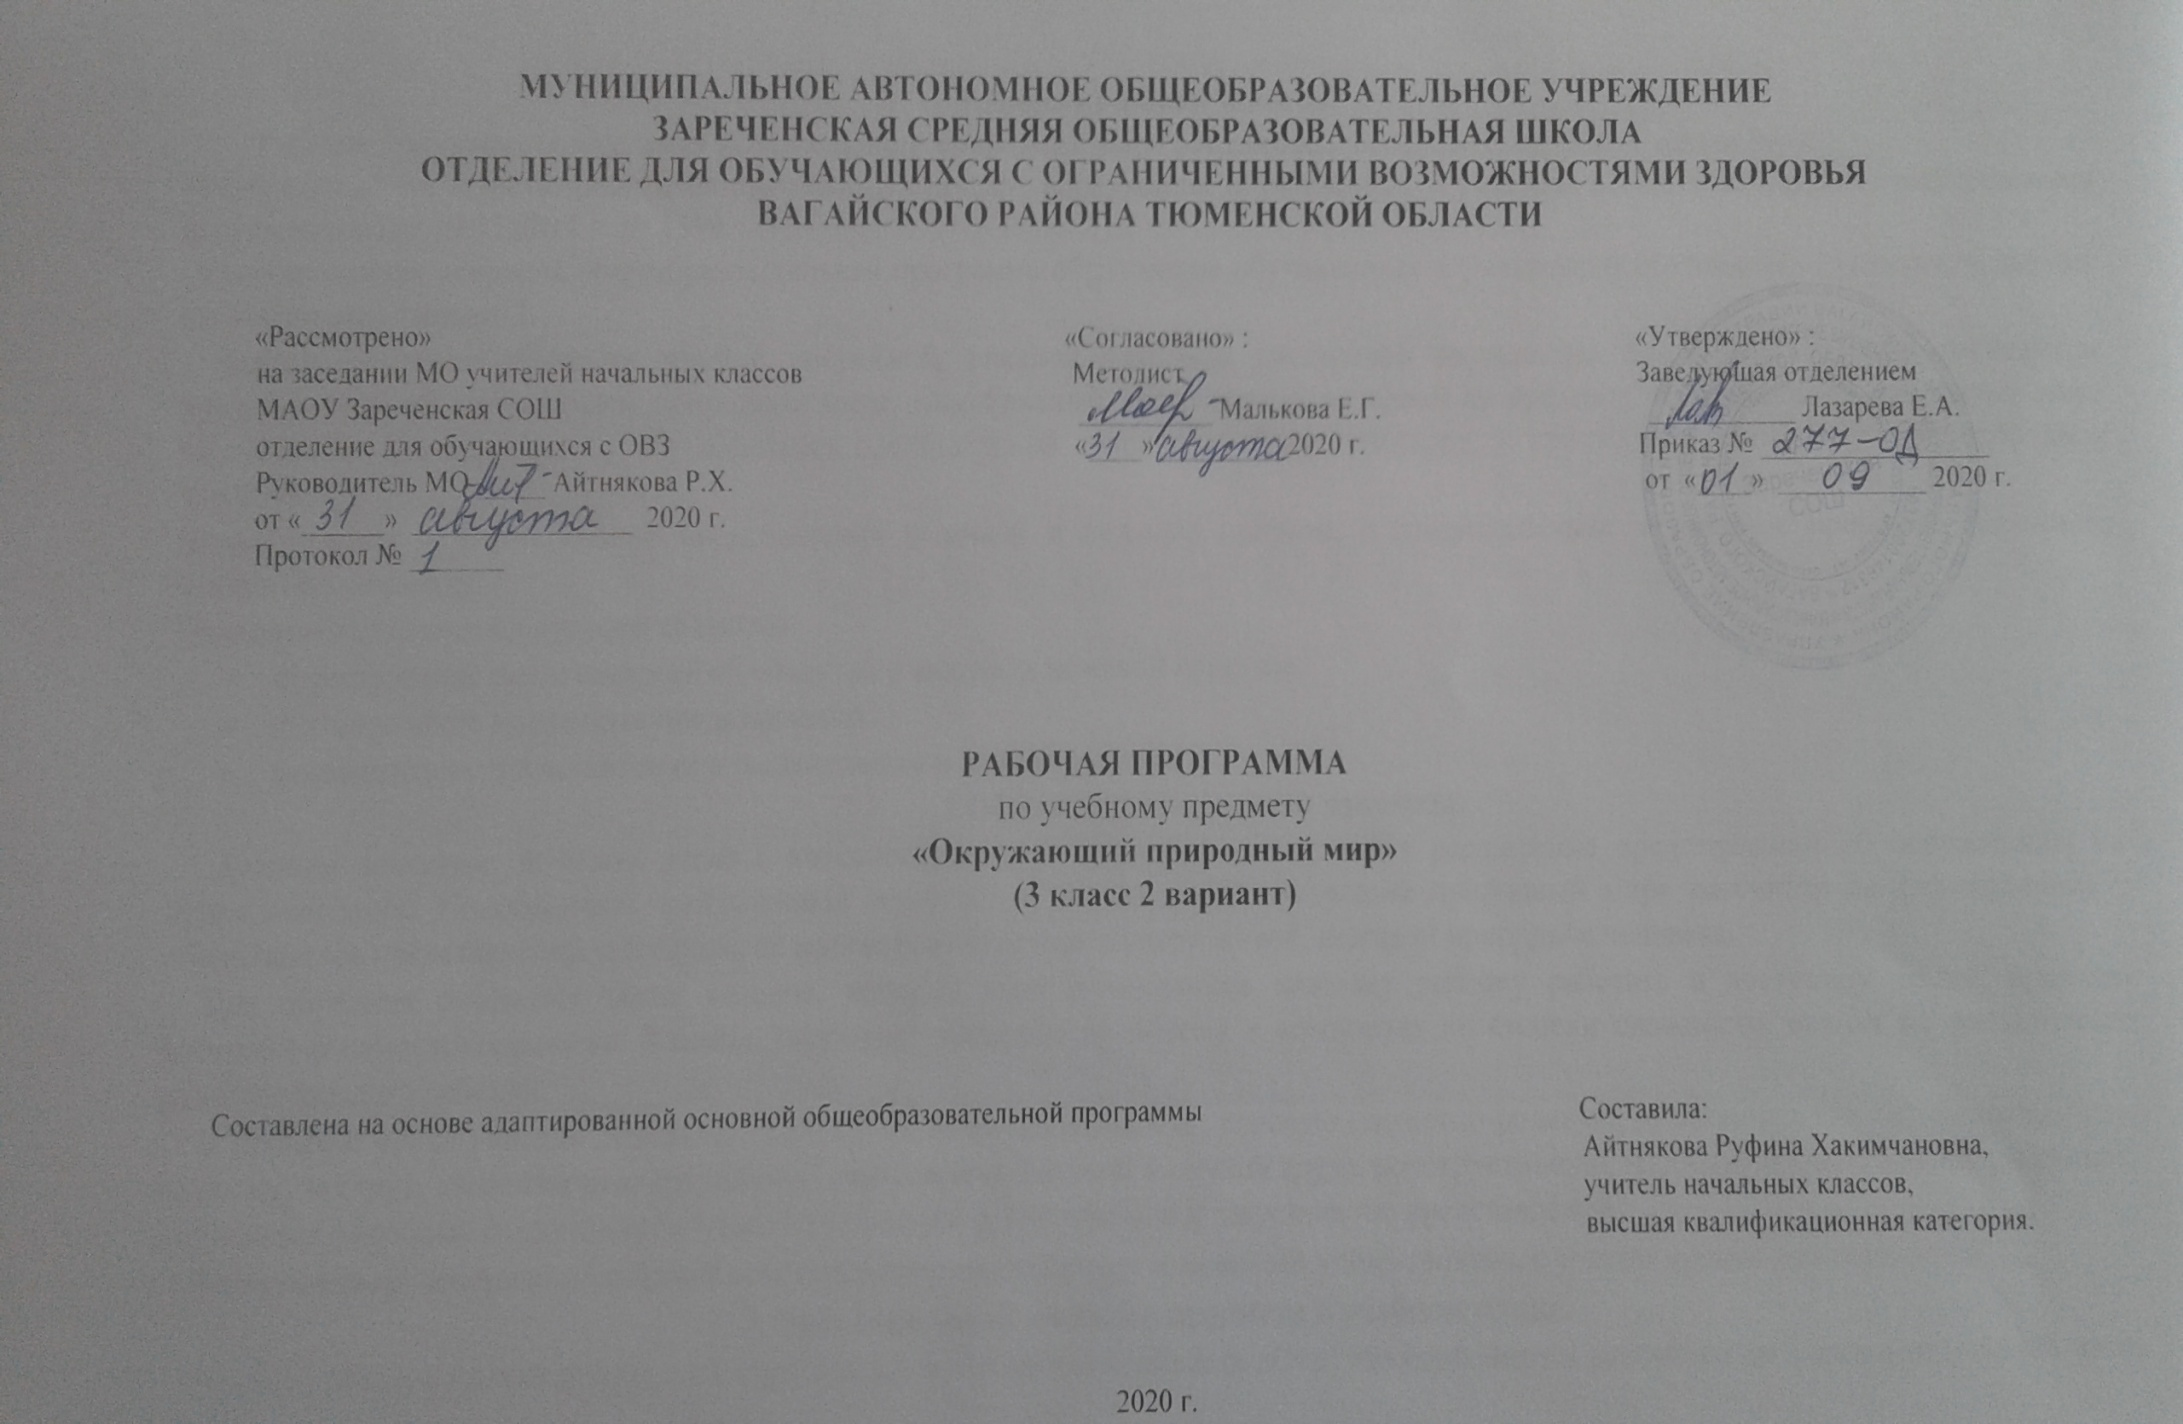 МУНИЦИПАЛЬНОЕ АВТОНОМНОЕ ОБЩЕОБРАЗОВАТЕЛЬНОЕ УЧРЕЖДЕНИЕ
ЗАРЕЧЕНСКАЯ СРЕДНЯЯ ОБЩЕОБРАЗОВАТЕЛЬНАЯ ШКОЛА
ОТДЕЛЕНИЕ ДЛЯ ОБУЧАЮЩИХСЯ С ОГРАНИЧЕННЫМИ ВОЗМОЖНОСТЯМИ ЗДОРОВЬЯ
ВАГАЙСКОГО РАЙОНА ТЮМЕНСКОЙ ОБЛАСТИ
«Рассмотрено»
на заседании МО учителей начальных классов
МАОУ Зареченская СОШ
отделение для обучающихся с ОВЗ
Руководитель МО Айтнякова Р.Х.
от « 31 » августа 2020 г.
Протокол № 1
«Согласовано» :
Методист
Малькова Е.Г.
«31 » августа 2020 г.
«Утверждено» :
Заведующая отделением
Лазарева Е.А.
Приказ № 277-ОД
от «01 » 09 2020 г.
СОШ
РАБОЧАЯ ПРОГРАММА
по учебному предмету
«Окружающий природный мир»
(3 класс 2 вариант)
Составлена на основе адаптированной основной общеобразовательной программы
Составила:
Айтнякова Руфина Хакимчановна,
учитель начальных классов,
высшая квалификационная категория.
2020 г.